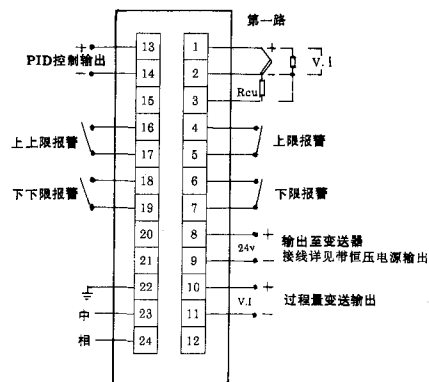 第一路
+ 13 1 +
PID控制输出 V.I
− 14 2 −
15 3 Rcu
16 4
上上限报警 上限报警
17 5
18 6
下下限报警 下限报警
19 7
20 8 + 输出至变送器
24v
21 9 − 接线详见带恒压电源输出
22 10 +
V.I 过程量变送输出
中 23 11 −
相 24 12